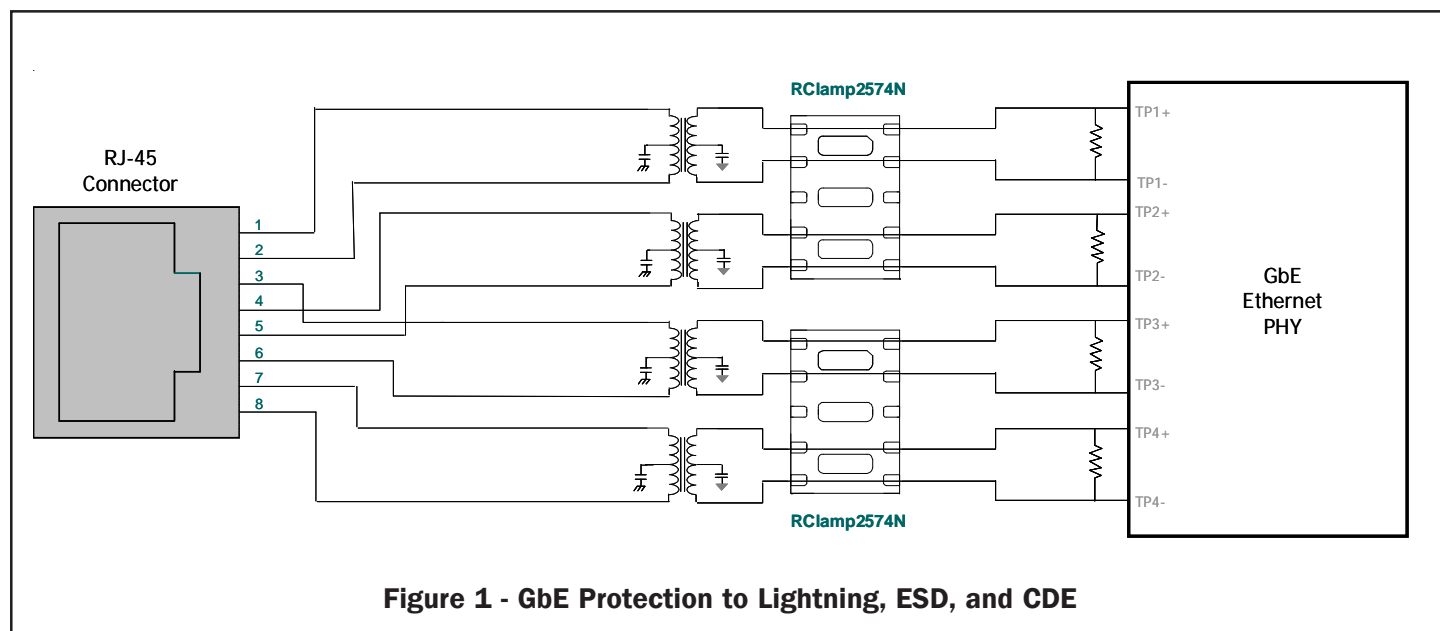 RClamp2574N
RJ-45
Connector
1
2
3
4
5
6
7
8
TP1+
TP1-
TP2+
TP2-
TP3+
TP3-
TP4+
TP4-
GbE
Ethernet
PHY
RClamp2574N
Figure 1 - GbE Protection to Lightning, ESD, and CDE